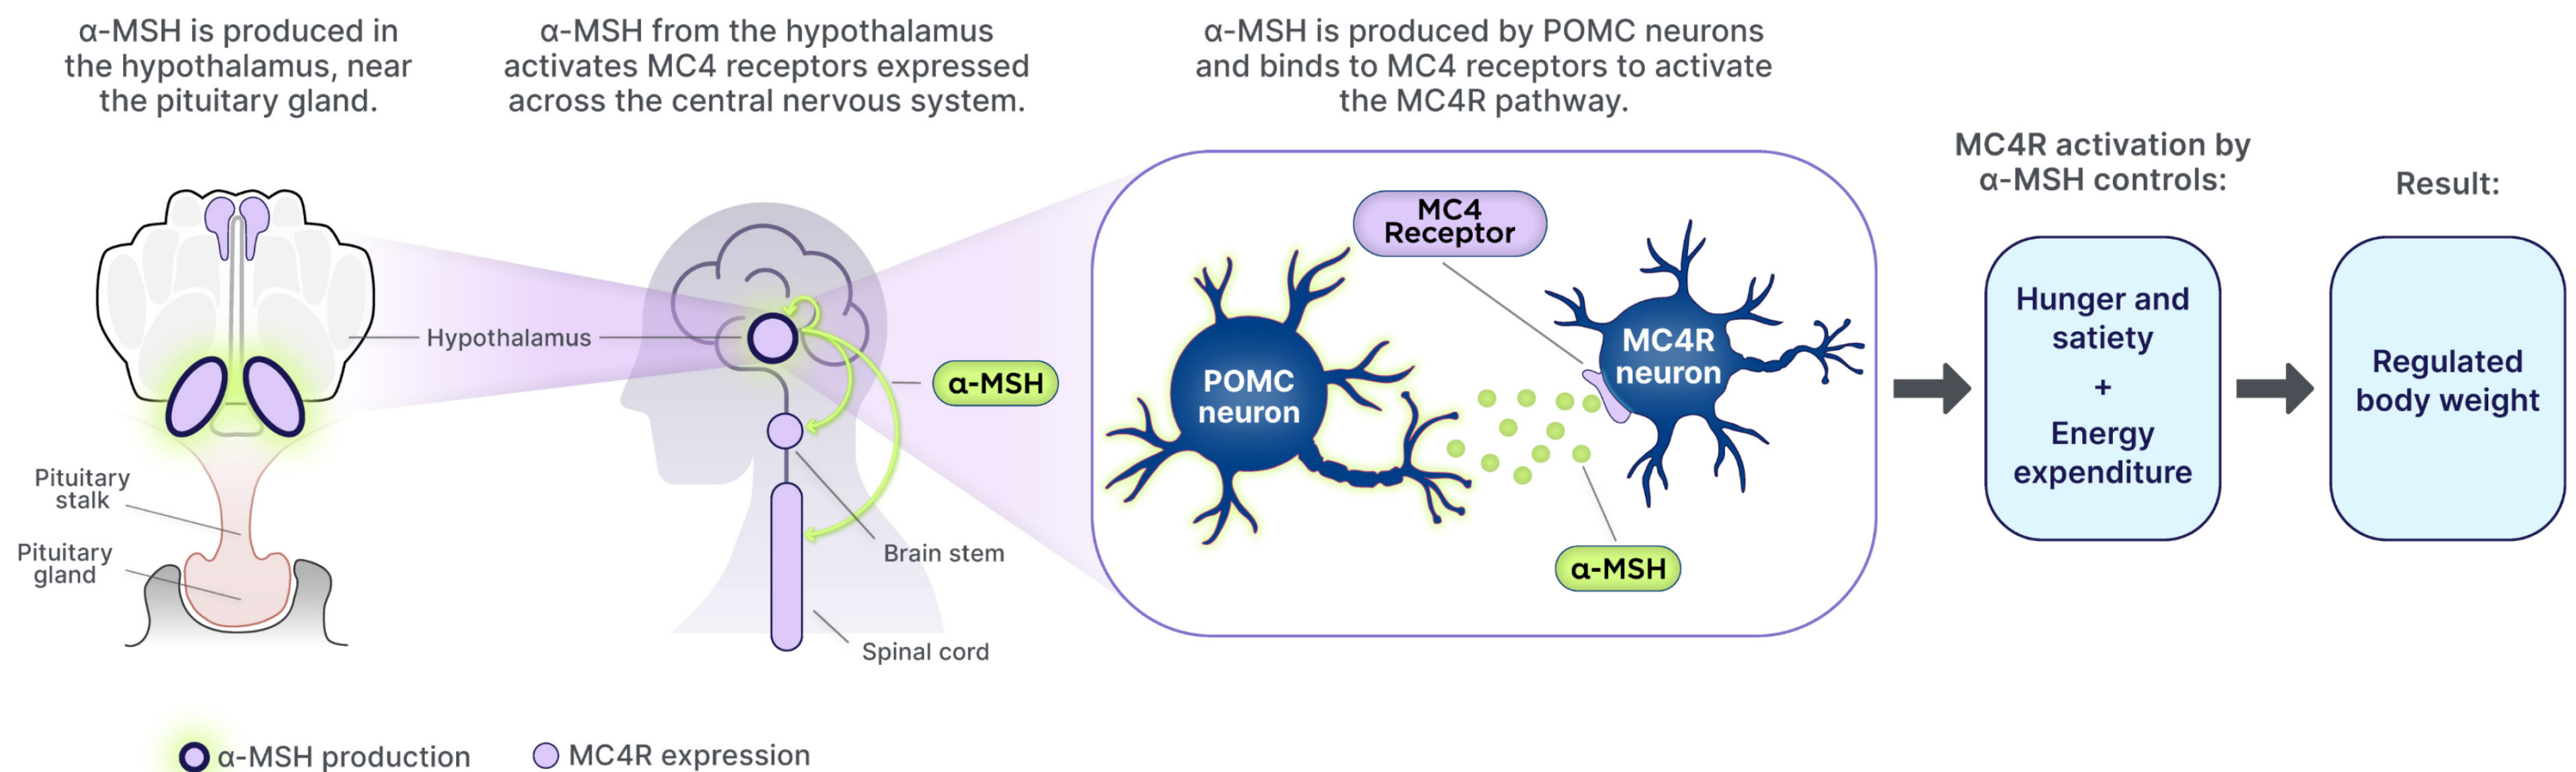 α-MSH is produced in
the hypothalamus, near
the pituitary gland.
α-MSH from the hypothalamus
activates MC4 receptors expressed
across the central nervous system.
α-MSH is produced by POMC neurons
and binds to MC4 receptors to activate
the MC4R pathway.
MC4R activation by
α-MSH controls:
Result:
Hypothalamus
Pituitary
stalk
Pituitary
gland
α-MSH
Brain stem
Spinal cord
MC4
Receptor
POMC
neuron
MC4R
neuron
α-MSH
Hunger and
satiety
+
Energy
expenditure
Regulated
body weight
α-MSH production
MC4R expression